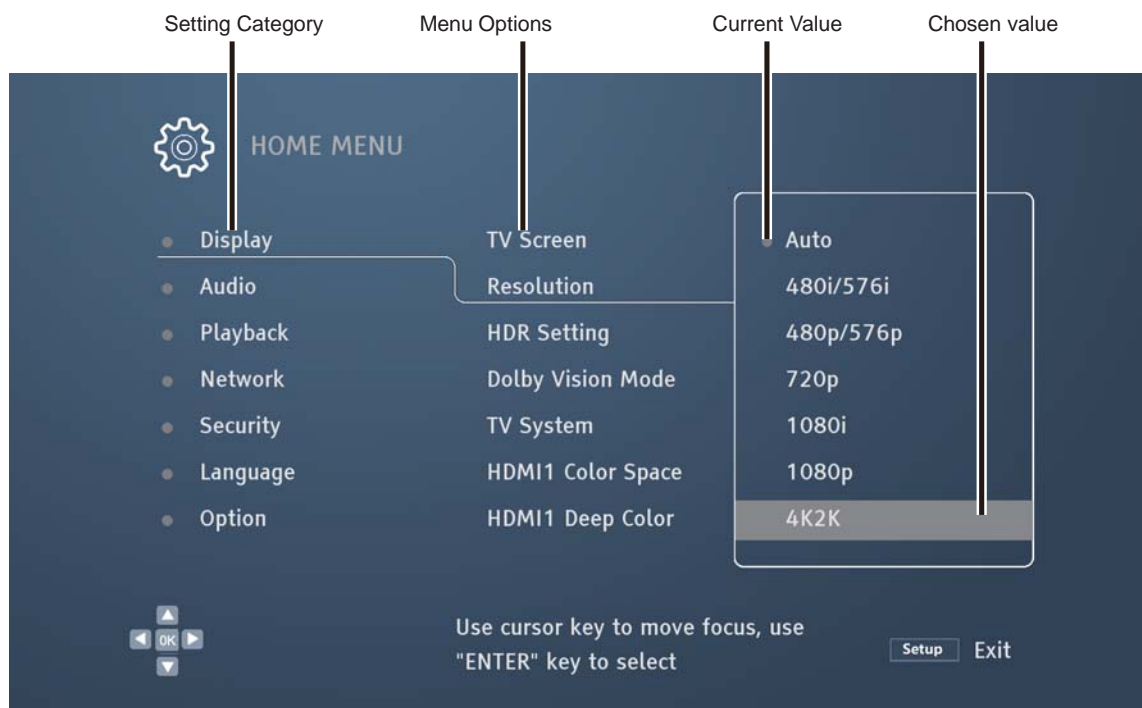 Setting Category
Menu Options
Current Value
Chosen value
HOME MENU
Display
Audio
Playback
Network
Security
Language
Option
TV Screen
Resolution
HDR Setting
Dolby Vision Mode
TV System
HDMI1 Color Space
HDMI1 Deep Color
Auto
480i/576i
480p/576p
720p
1080i
1080p
4K2K
OK
Use cursor key to move focus, use
"ENTER" key to select
Setup Exit